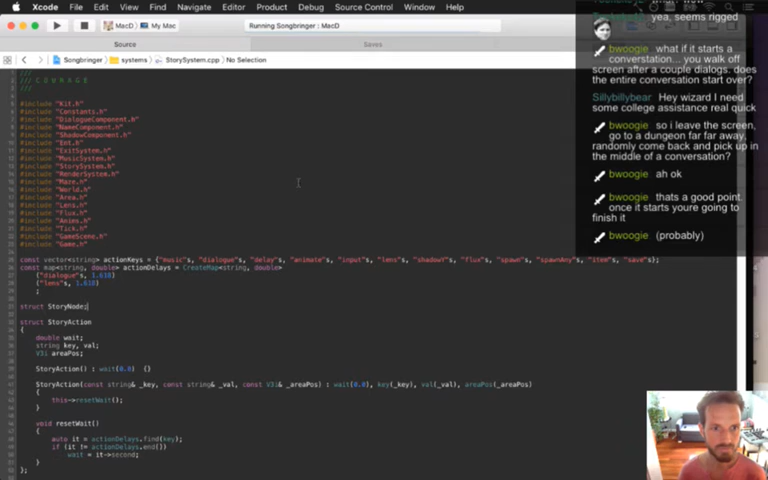 Xcode File Edit View Find Navigate Editor Product Debug Source Control Window Help
MacD My Mac
Running Songbringer : MacD
Source Saves
Songbringer systems StorySystem.cpp No Selection
#include "Kit.h"
#include "Constants.h"
#include "DialogueComponent.h"
#include "NameComponent.h"
#include "ShadowComponent.h"
#include "Ent.h"
#include "ExitSystem.h"
#include "MusicSystem.h"
#include "StorySystem.h"
#include "RenderSystem.h"
#include "Maze.h"
#include "World.h"
#include "Area.h"
#include "Lens.h"
#include "Flux.h"
#include "Anims.h"
#include "Tick.h"
#include "GameScene.h"
#include "Game.h"
const vector<string> actionKeys = {"music"s, "dialogue"s, "delay"s, "animate"s, "input"s, "lens"s, "shadowY"s, "flux"s, "spawn"s, "spawnAny"s, "item"s, "save"s};
const map<string, double> actionDelays = CreateMap<string, double>
("dialogue"s, 1.618)
("lens"s, 1.618)
;
struct StoryNode;
struct StoryAction
{
double wait;
string key, val;
V3i areaPos;
StoryAction() : wait(0.0) {}
StoryAction(const string& _key, const string& _val, const V3i& _areaPos) : wait(0.0), key(_key), val(_val), areaPos(_areaPos)
{
this->resetWait();
}
void resetWait()
{
auto it = actionDelays.find(key);
if (it != actionDelays.end())
wait = it->second;
}
};
yea, seems rigged
bwoogie what if it starts a
converstation... you walk off
screen after a couple dialogs. does
the entire conversation start over?
Sillybillybear Hey wizard I need
some college assistance real quick
bwoogie so i leave the screen,
go to a dungeon far far away,
randomly come back and pick up in
the middle of a conversation?
bwoogie ah ok
bwoogie thats a good point.
once it starts youre going to
finish it
bwoogie (probably)